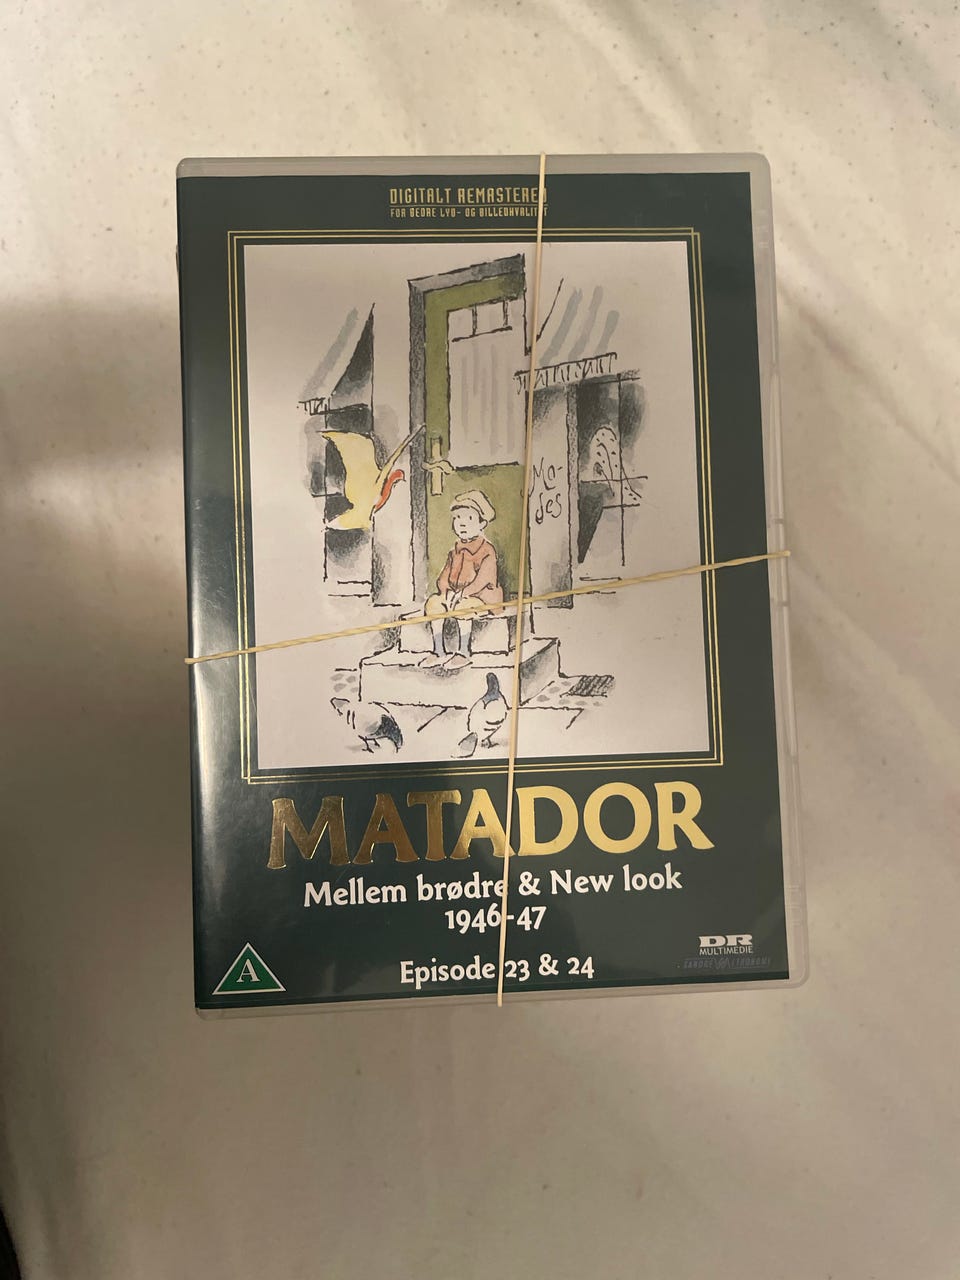 DIGITALT REMASTERED
FOR BEDRE LYD- OG BILLEDKVALITET
Mo-
des
MATADOR
Mellem brødre & New look
1946-47
Episode 23 & 24
A
DR
MULTIMEDIE